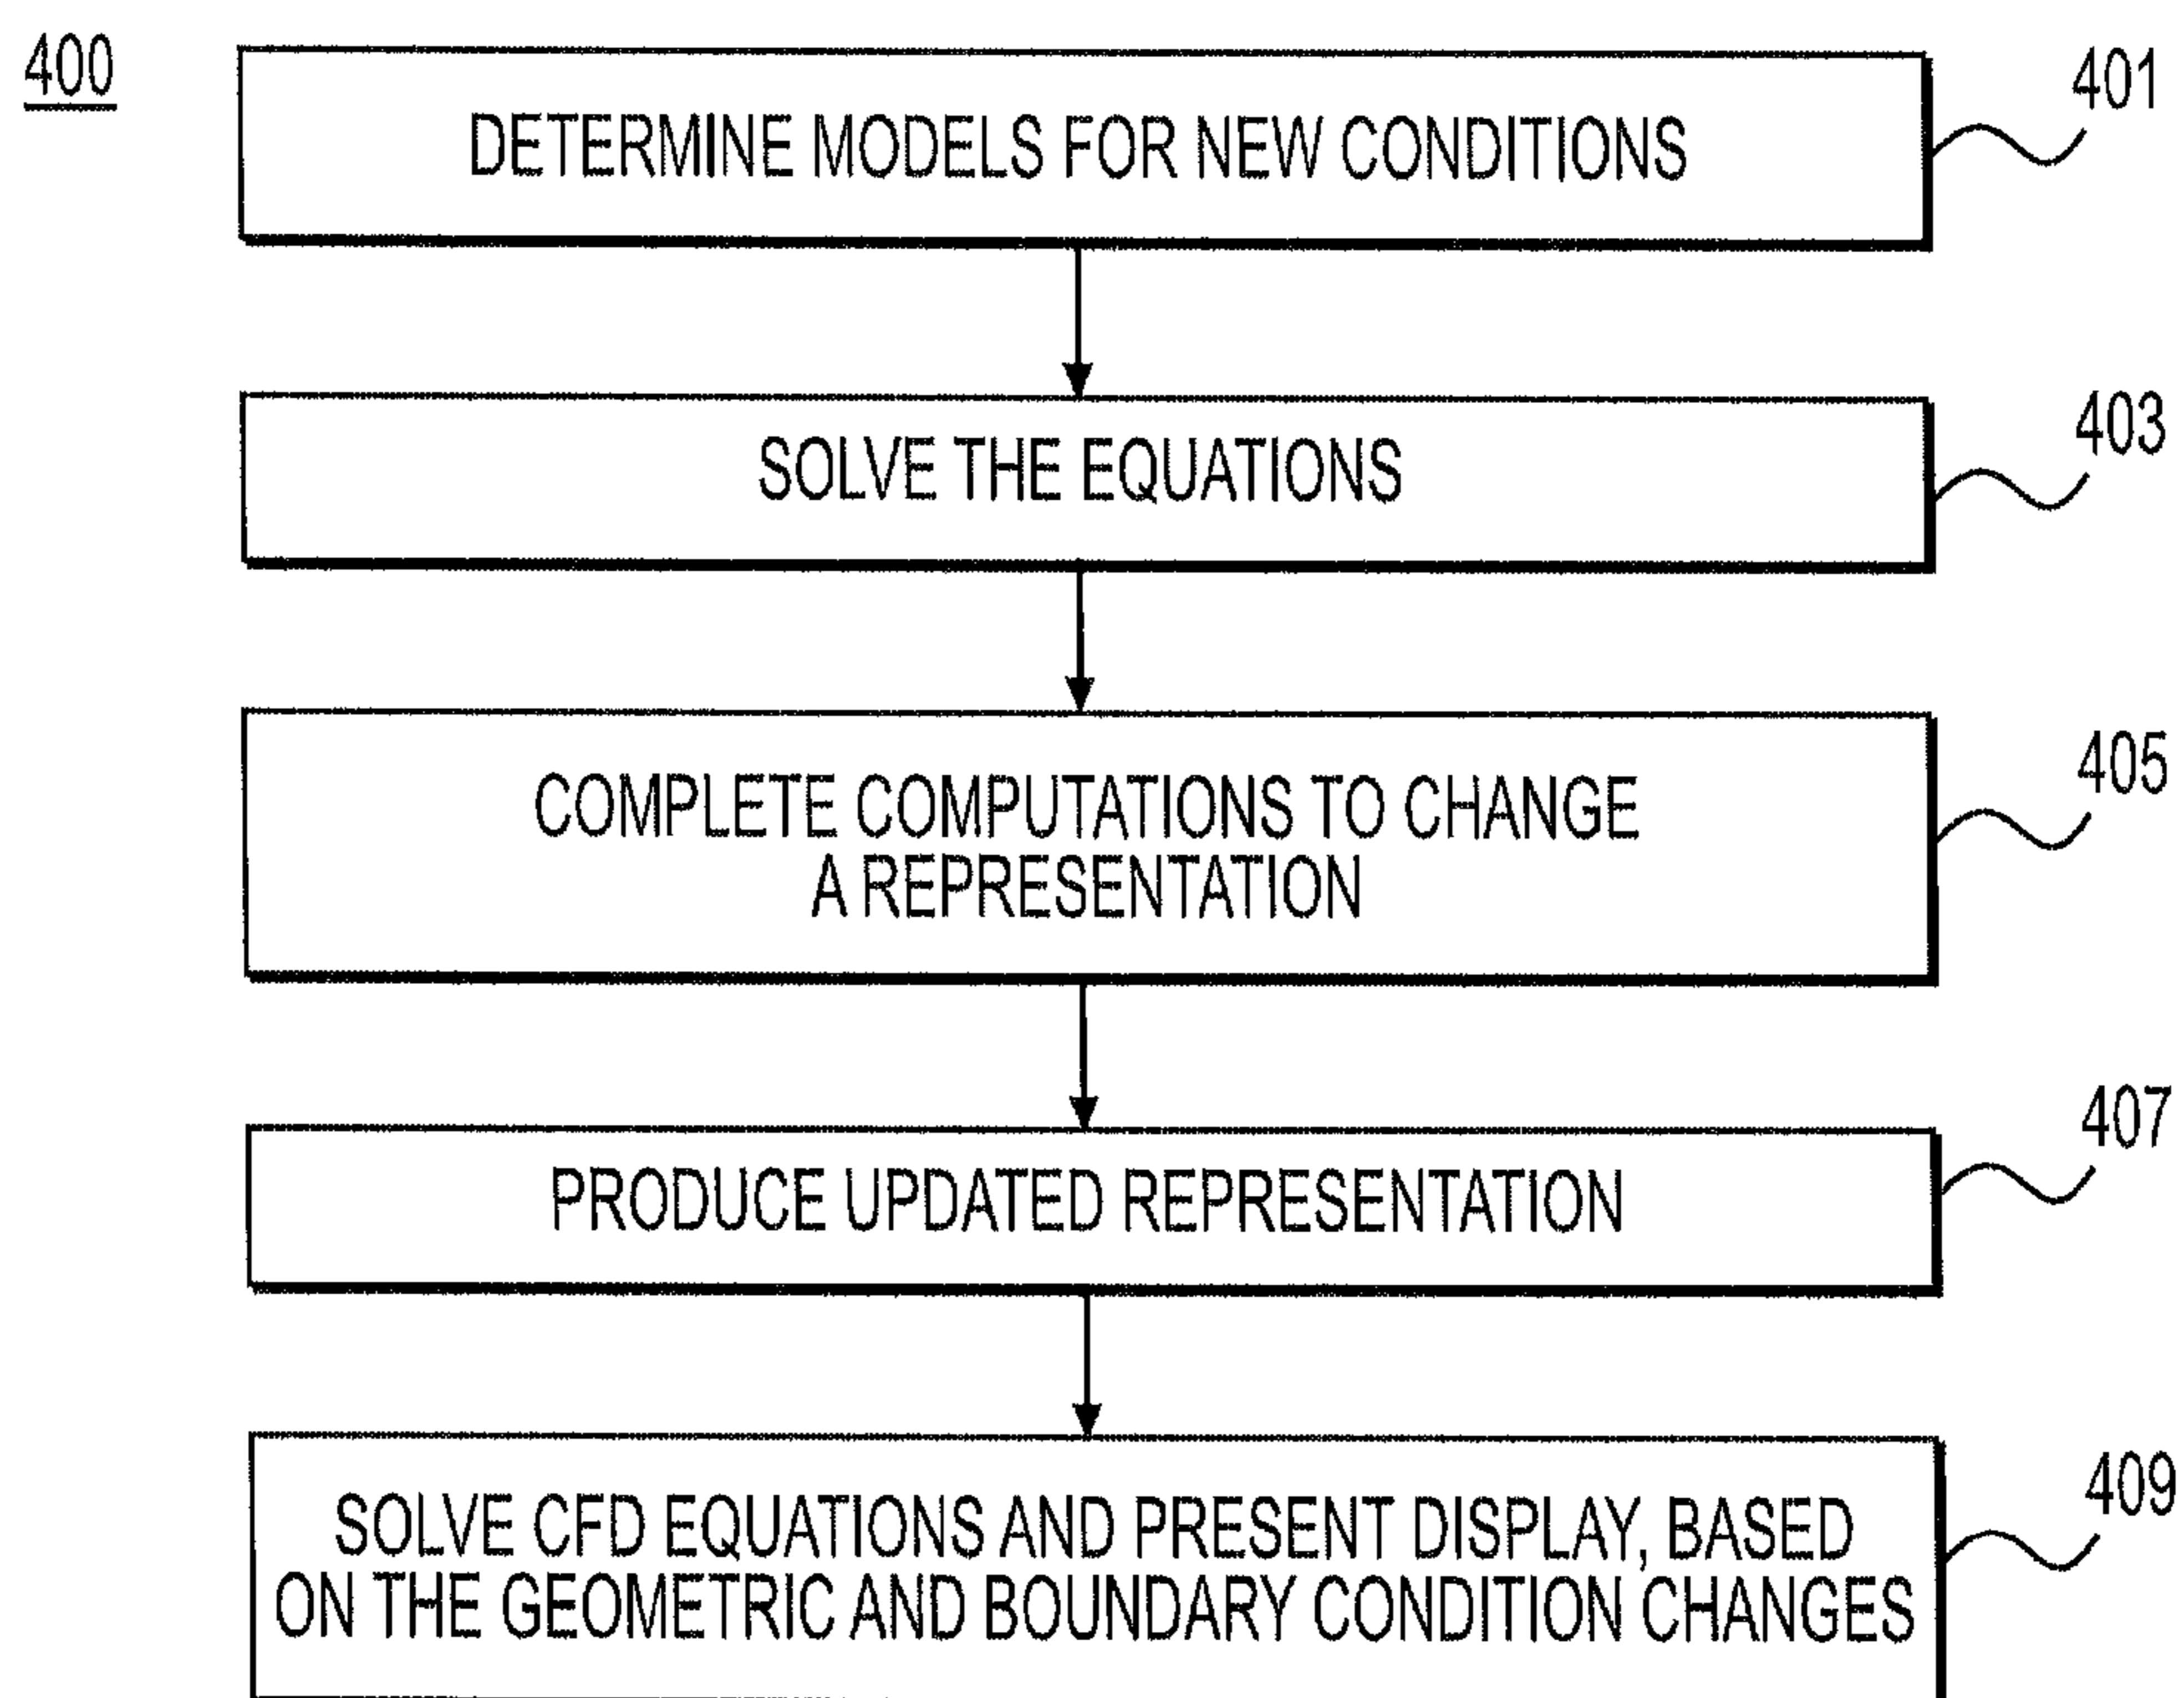 400
DETERMINE MODELS FOR NEW CONDITIONS
401
SOLVE THE EQUATIONS
403
COMPLETE COMPUTATIONS TO CHANGE
A REPRESENTATION
405
PRODUCE UPDATED REPRESENTATION
407
SOLVE CFD EQUATIONS AND PRESENT DISPLAY, BASED
ON THE GEOMETRIC AND BOUNDARY CONDITION CHANGES
409